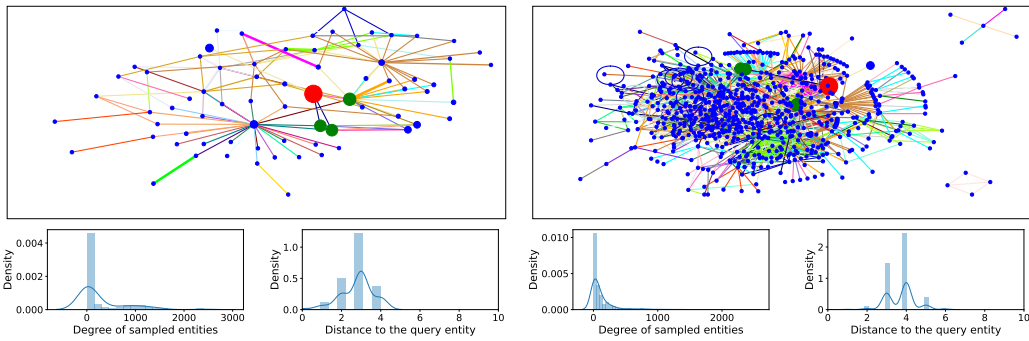 0.004
0.002
0.000
Density
0 1000 2000 3000
Degree of sampled entities
1.0
0.5
0.0
Density
0 2 4 6 8 10
Distance to the query entity
0.010
0.005
0.000
Density
0 1000 2000
Degree of sampled entities
2
1
0
Density
0 2 4 6 8 10
Distance to the query entity